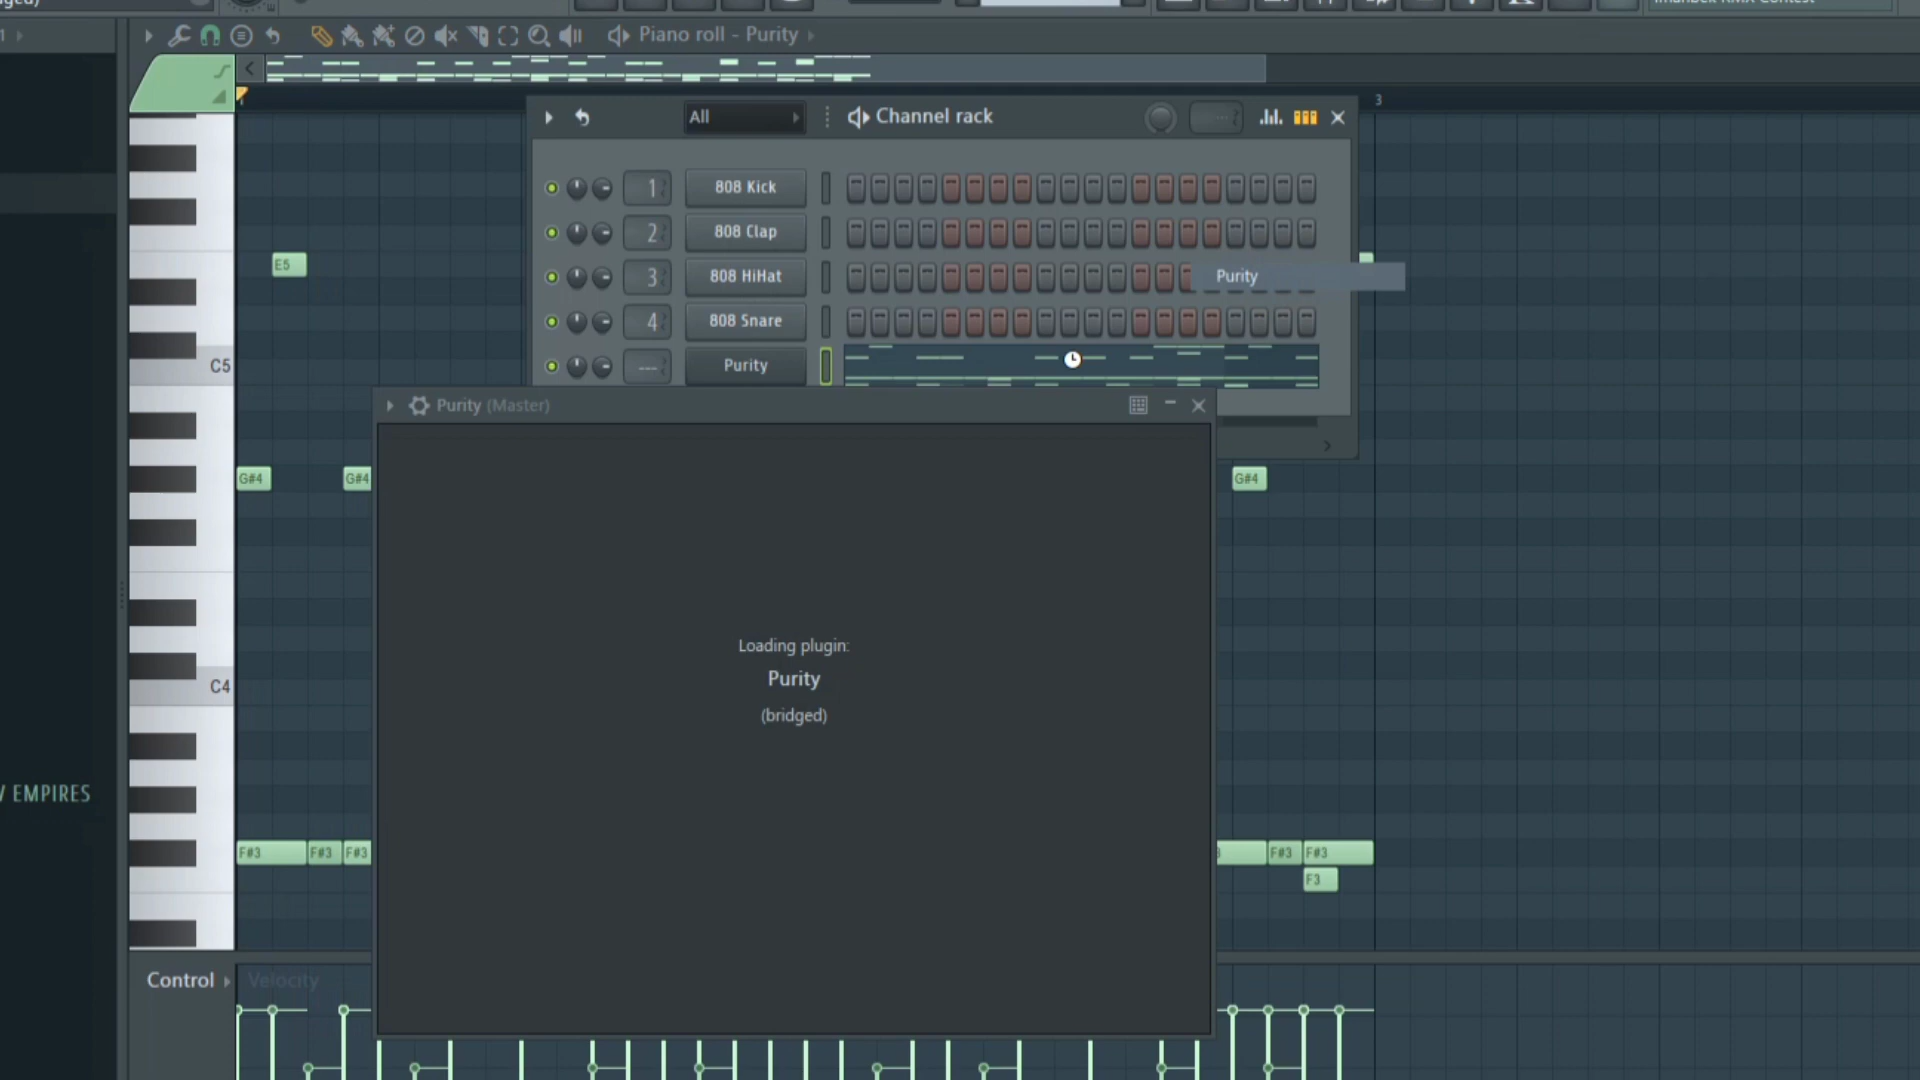 Piano roll - Purity
3
All
Channel rack
1 808 Kick
2 808 Clap
E5
3 808 HiHat
Purity
4 808 Snare
C5
--- Purity
Purity (Master)
G#4 G#4
G#4
Loading plugin:
Purity
C4
(bridged)
EMPIRES
F#3 F#3 F#3
F#3 F#3
F3
Control
Velocity